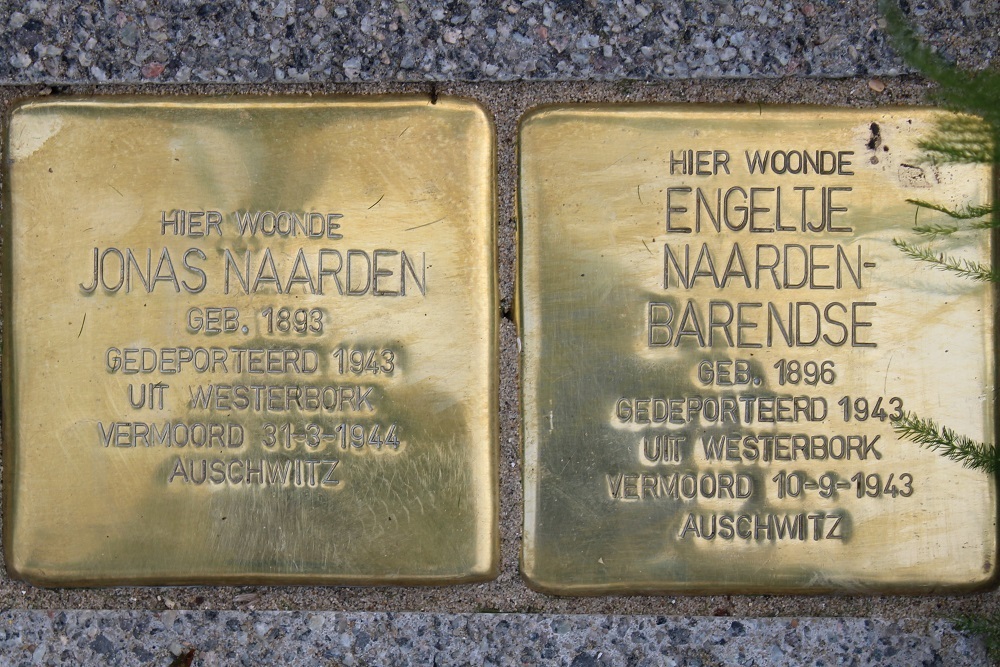 HIER WOONDE
JONAS NAARDEN
GEB. 1893
GEDEPORTEERD 1943
UIT WESTERBORK
VERMOORD 31-3-1944
AUSCHWITZ
HIER WOONDE
ENGELTJE
NAARDEN-
BARENDSE
GEB. 1896
GEDEPORTEERD 1943
UIT WESTERBORK
VERMOORD 10-9-1943
AUSCHWITZ